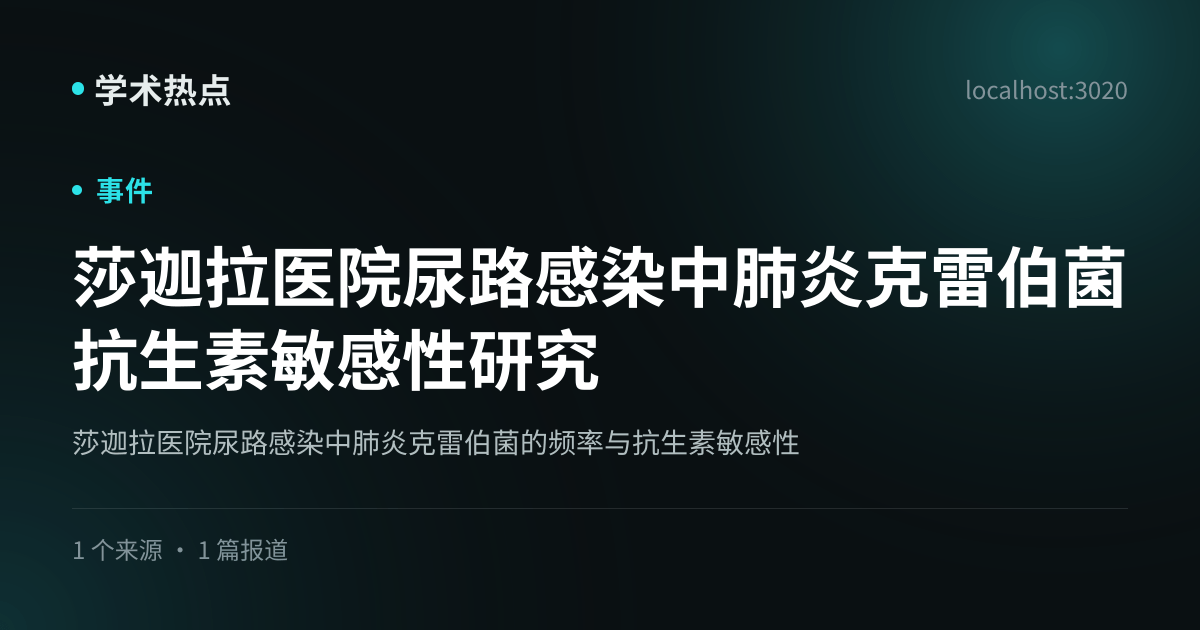 学术热点
localhost:3020
事件
莎迦拉医院尿路感染中肺炎克雷伯菌
抗生素敏感性研究
莎迦拉医院尿路感染中肺炎克雷伯菌的频率与抗生素敏感性
1 个来源 · 1 篇报道